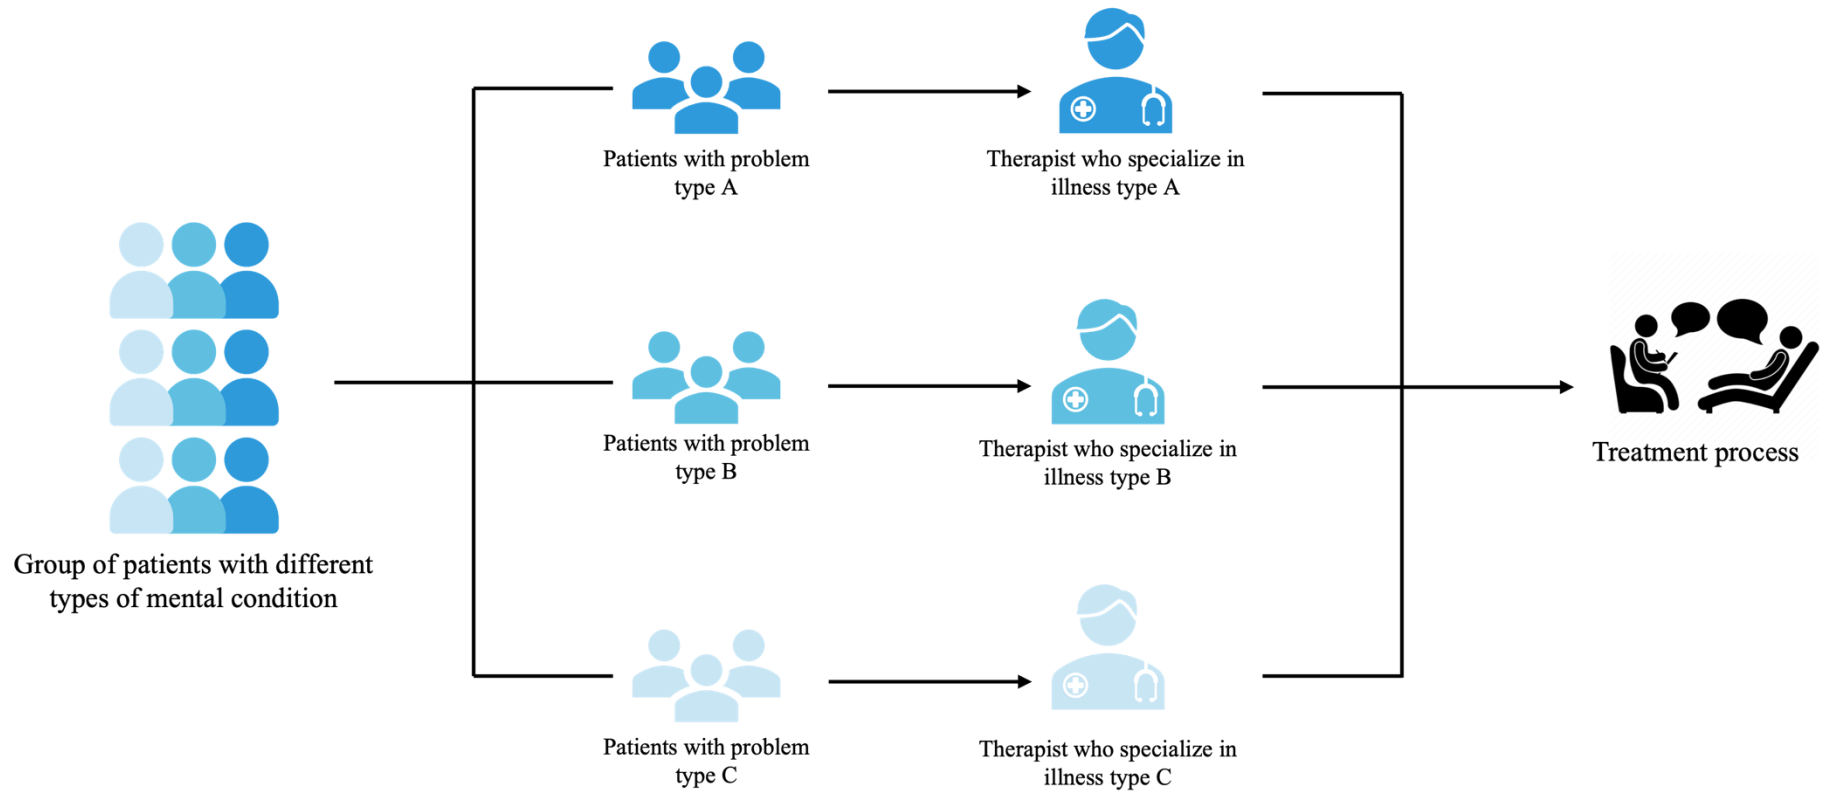 Group of patients with different
types of mental condition
Patients with problem
type A
Therapist who specialize in
illness type A
Patients with problem
type B
Therapist who specialize in
illness type B
Patients with problem
type C
Therapist who specialize in
illness type C
Treatment process